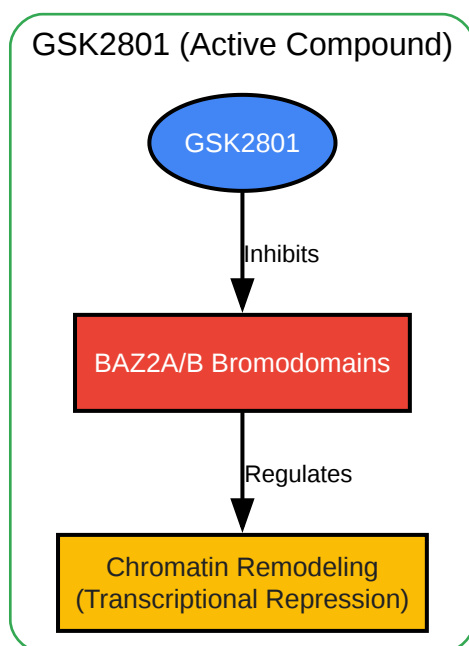 GSK2801 (Active Compound)
GSK2801
Inhibits
BAZ2A/B Bromodomains
Regulates
Chromatin Remodeling
(Transcriptional Repression)